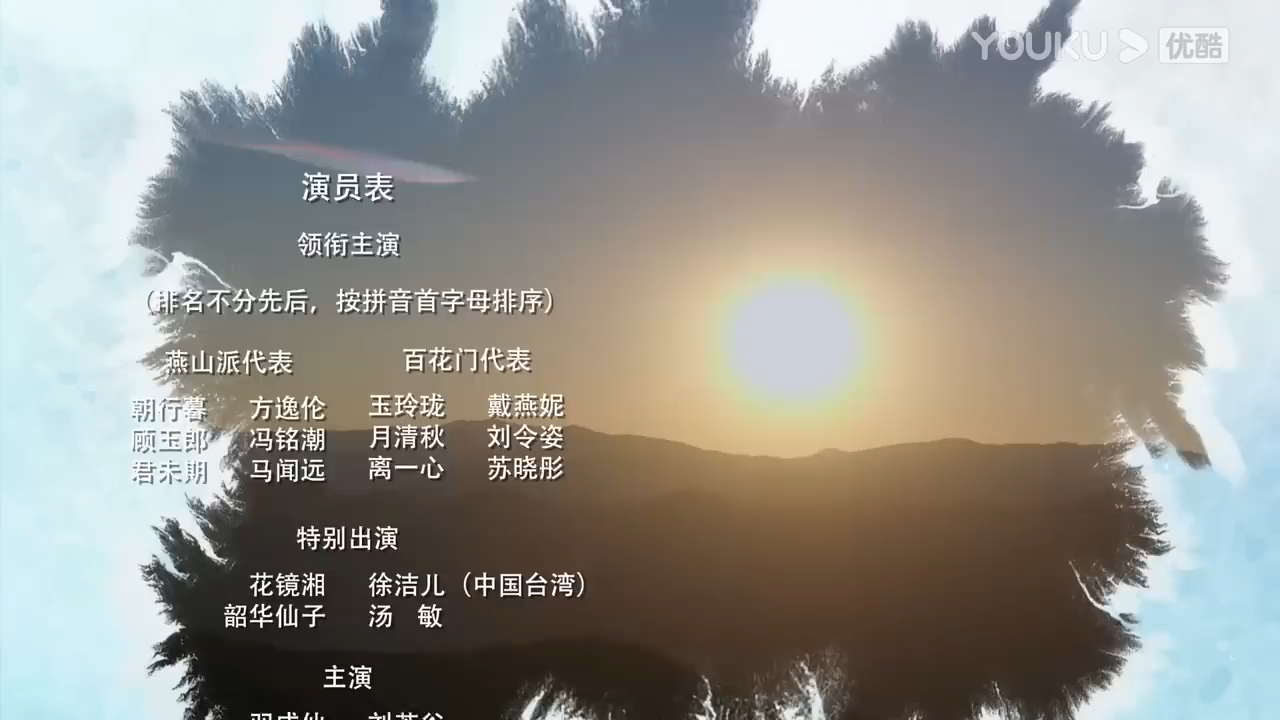 YOUKU 优酷
演员表
领衔主演
（排名不分先后，按拼音首字母排序）
燕山派代表 百花门代表
朝行暮 方逸伦 玉玲珑 戴燕妮
顾玉郎 冯铭潮 月清秋 刘令姿
君未期 马闻远 离一心 苏晓彤
特别出演
花镜湘 徐洁儿（中国台湾）
韶华仙子 汤 敏
主演